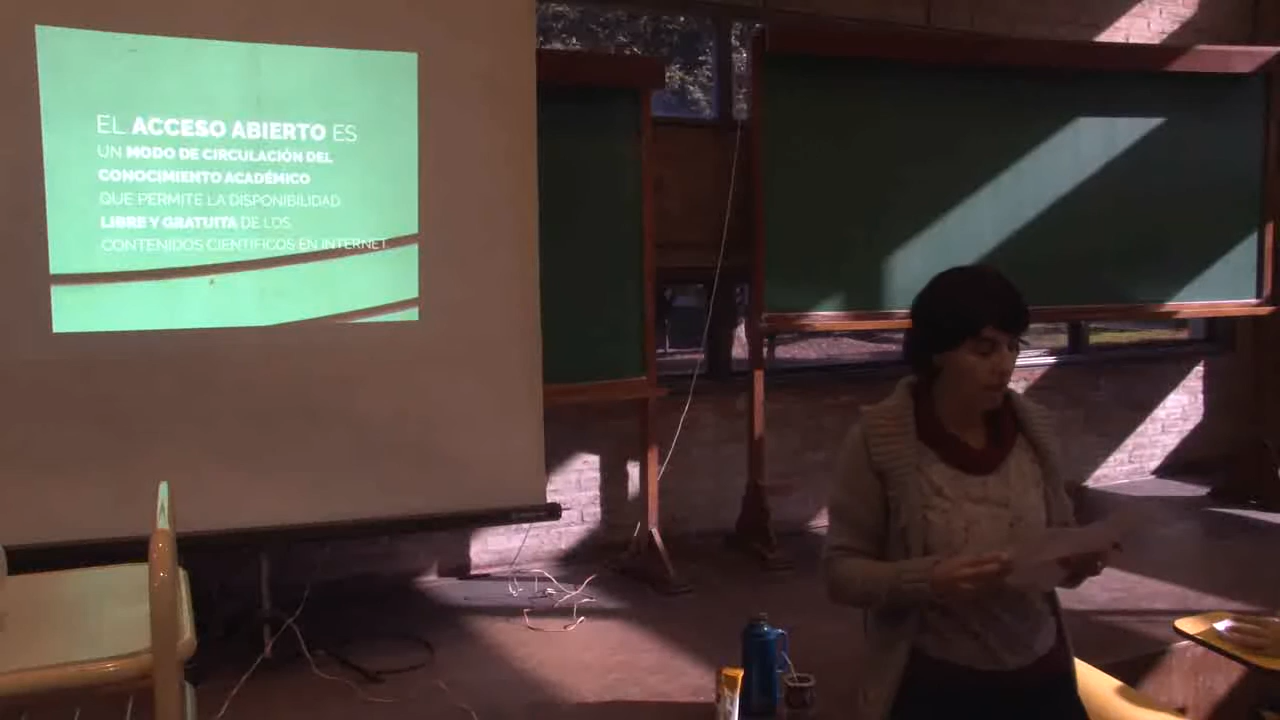 EL ACCESO ABIERTO ES
UN MODO DE CIRCULACIÓN DEL
CONOCIMIENTO ACADÉMICO
QUE PERMITE LA DISPONIBILIDAD
LIBRE Y GRATUITA DE LOS
CONTENIDOS CIENTÍFICOS EN INTERNET